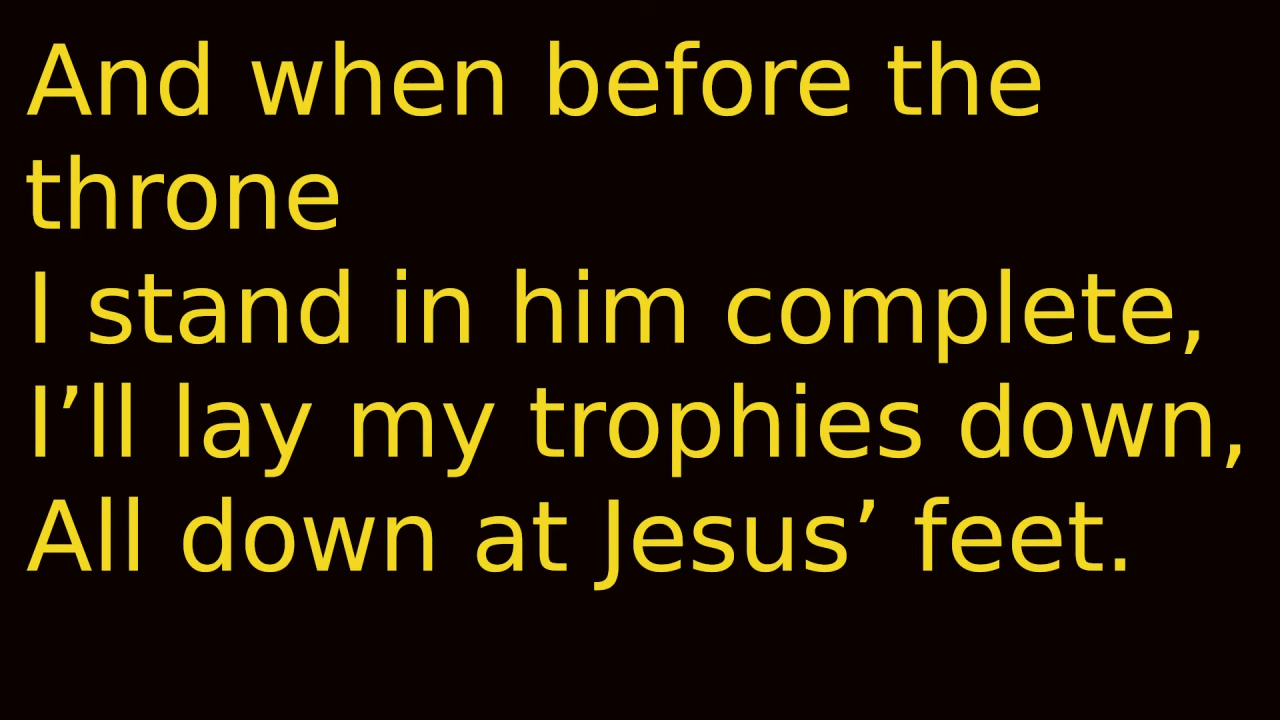 And when before the
throne
I stand in him complete,
I’ll lay my trophies down,
All down at Jesus’ feet.